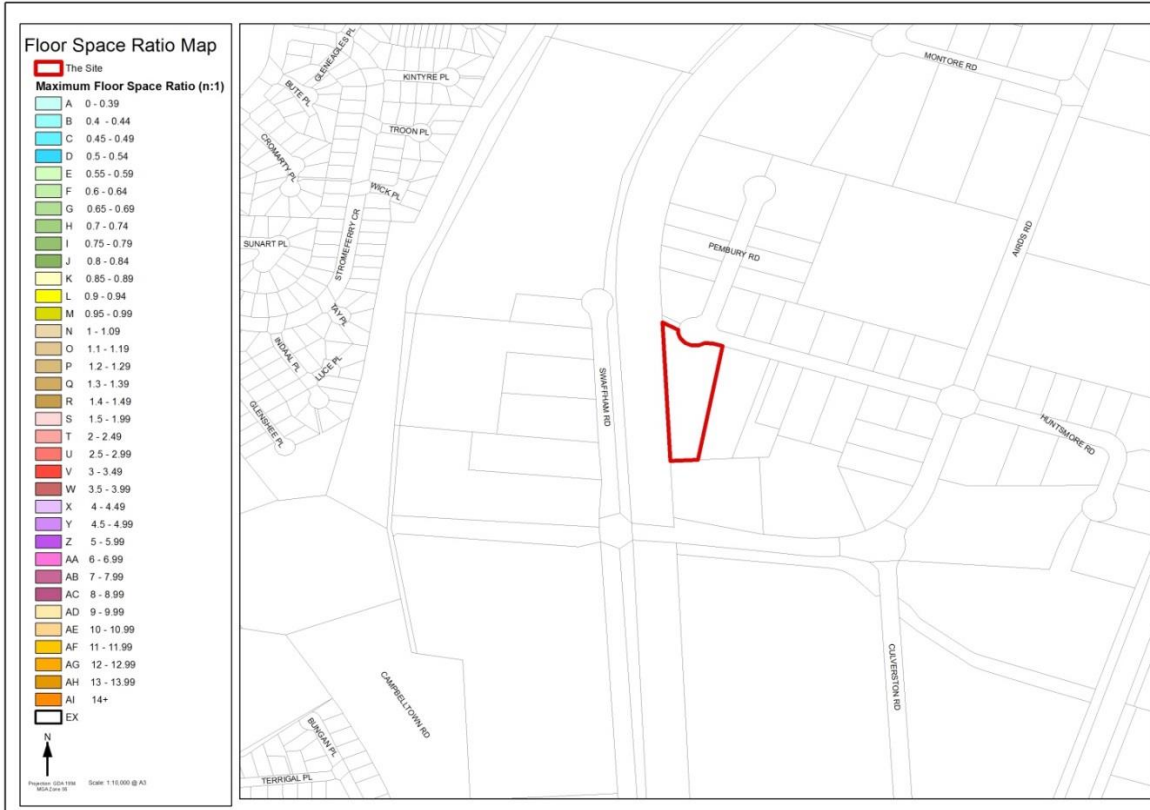 Floor Space Ratio Map
The Site
Maximum Floor Space Ratio (n:1)
A 0 - 0.39
B 0.4 - 0.44
C 0.45 - 0.49
D 0.5 - 0.54
E 0.55 - 0.59
F 0.6 - 0.64
G 0.65 - 0.69
H 0.7 - 0.74
I 0.75 - 0.79
J 0.8 - 0.84
K 0.85 - 0.89
L 0.9 - 0.94
M 0.95 - 0.99
N 1 - 1.09
O 1.1 - 1.19
P 1.2 - 1.29
Q 1.3 - 1.39
R 1.4 - 1.49
S 1.5 - 1.99
T 2 - 2.49
U 2.5 - 2.99
V 3 - 3.49
W 3.5 - 3.99
X 4 - 4.49
Y 4.5 - 4.99
Z 5 - 5.99
AA 6 - 6.99
AB 7 - 7.99
AC 8 - 8.99
AD 9 - 9.99
AE 10 - 10.99
AF 11 - 11.99
AG 12 - 12.99
AH 13 - 13.99
AI 14+
EX
N
Projection: GDA 1994 Scale: 1:10,000 @ A3
MGA Zone 56
GLENEAGLES PL
KINTYRE PL
BUTE PL
TROON PL
CROMARTY PL
WICK PL
SUNART PL
STROMEFERRY CR
TAY PL
INDAAL PL
LUCE PL
GLENSHEE PL
MONTORE RD
AIRDS RD
PEMBURY RD
SWAFFHAM RD
HUNTSMORE RD
CULVERSTON RD
CAMPBELLTOWN RD
BUNGAN PL
TERRIGAL PL